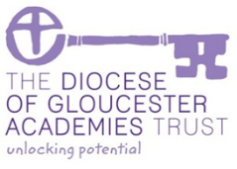 THE DIOCESE
OF GLOUCESTER
ACADEMIES TRUST
unlocking potential